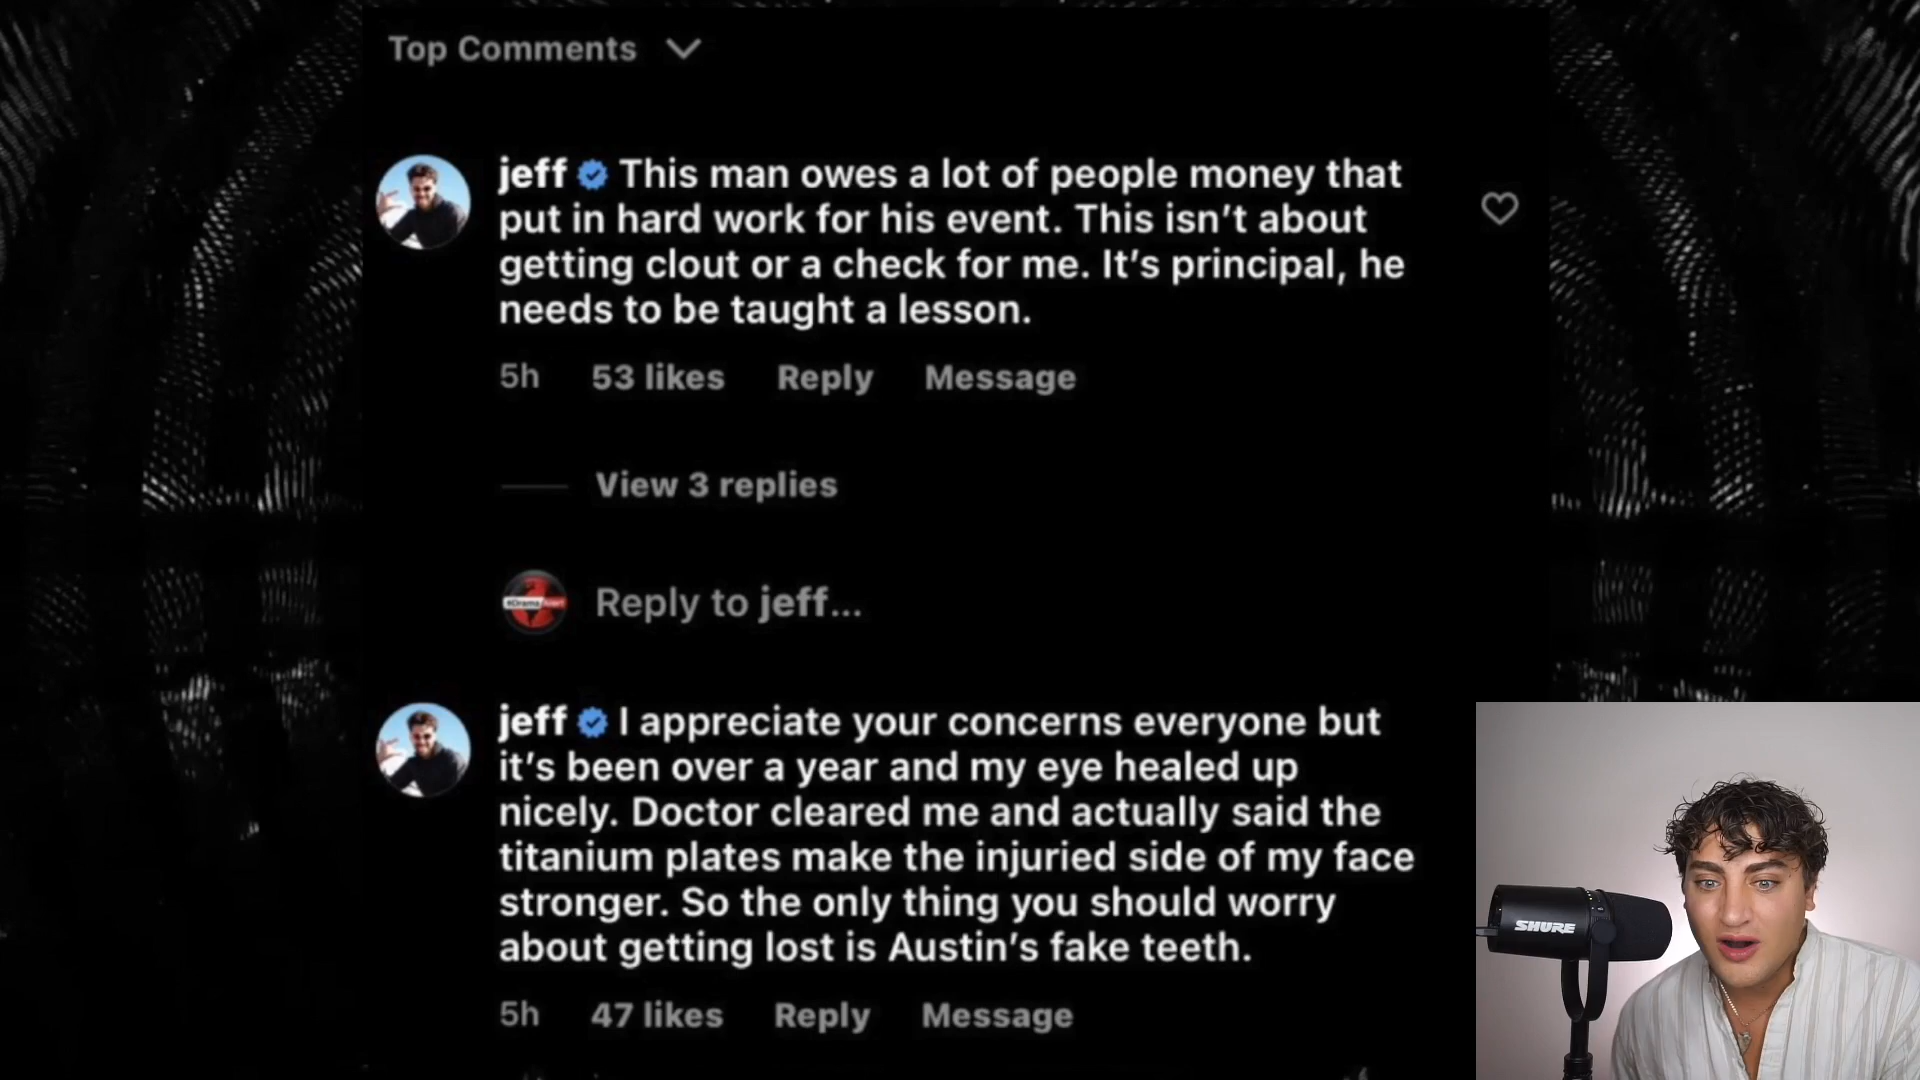 Top Comments
jeff This man owes a lot of people money that
put in hard work for his event. This isn't about
getting clout or a check for me. It's principal, he
needs to be taught a lesson.
5h 53 likes Reply Message
View 3 replies
Reply to jeff...
jeff I appreciate your concerns everyone but
it's been over a year and my eye healed up
nicely. Doctor cleared me and actually said the
titanium plates make the injuried side of my face
stronger. So the only thing you should worry
about getting lost is Austin's fake teeth.
5h 47 likes Reply Message
SHURE